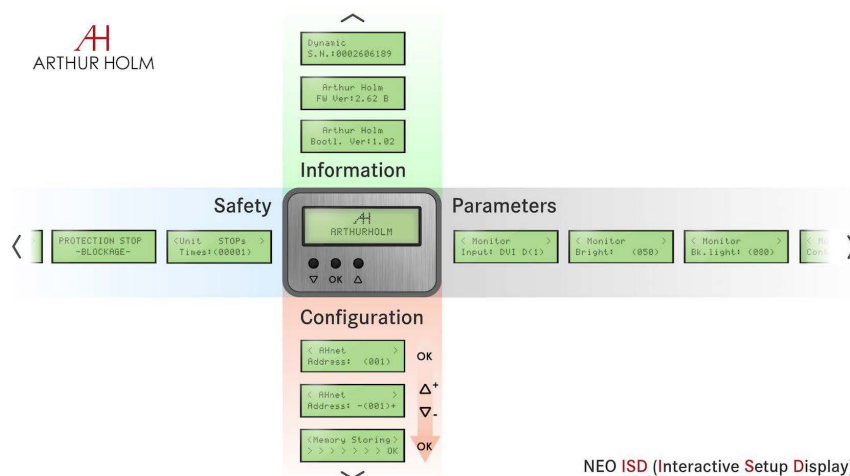 AH
ARTHUR HOLM
Dynamic
S.N.:0002606189
Arthur Holm
FW Ver:2.62 B
Arthur Holm
Bootl. Ver:1.02
Information
Safety
Parameters
PROTECTION STOP
-BLOCKAGE-
<Unit STOPs >
Times:(00001)
AH
ARTHURHOLM
OK
< Monitor >
Input: DVI D(1)
< Monitor >
Bright: (050)
< Monitor >
Bk.light: (080)
Configuration
< AHnet >
Address: (001)
OK
< AHnet >
Address: -(001)+
+
-
<Memory Storing>
> > > > > > OK
OK
NEO ISD (Interactive Setup Display)